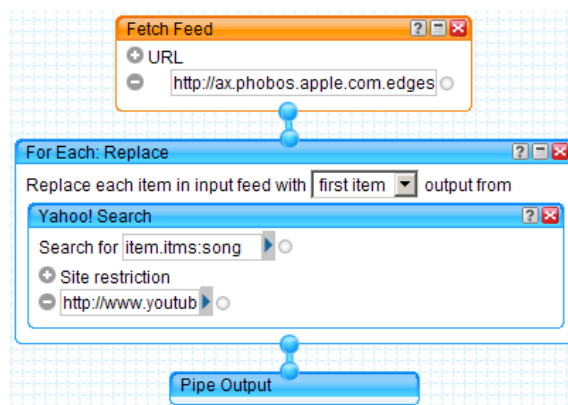 Fetch Feed ?
URL
http://ax.phobos.apple.com.edges
For Each: Replace ?
Replace each item in input feed with first item output from
Yahoo! Search ?
Search for item.itms:song
Site restriction
http://www.youtub
Pipe Output